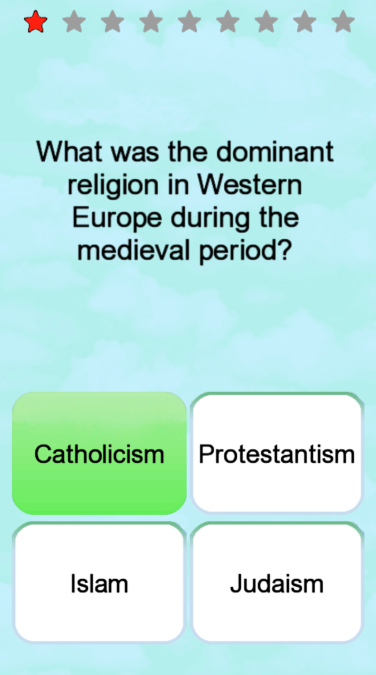 What was the dominant
religion in Western
Europe during the
medieval period?
Catholicism
Protestantism
Islam
Judaism